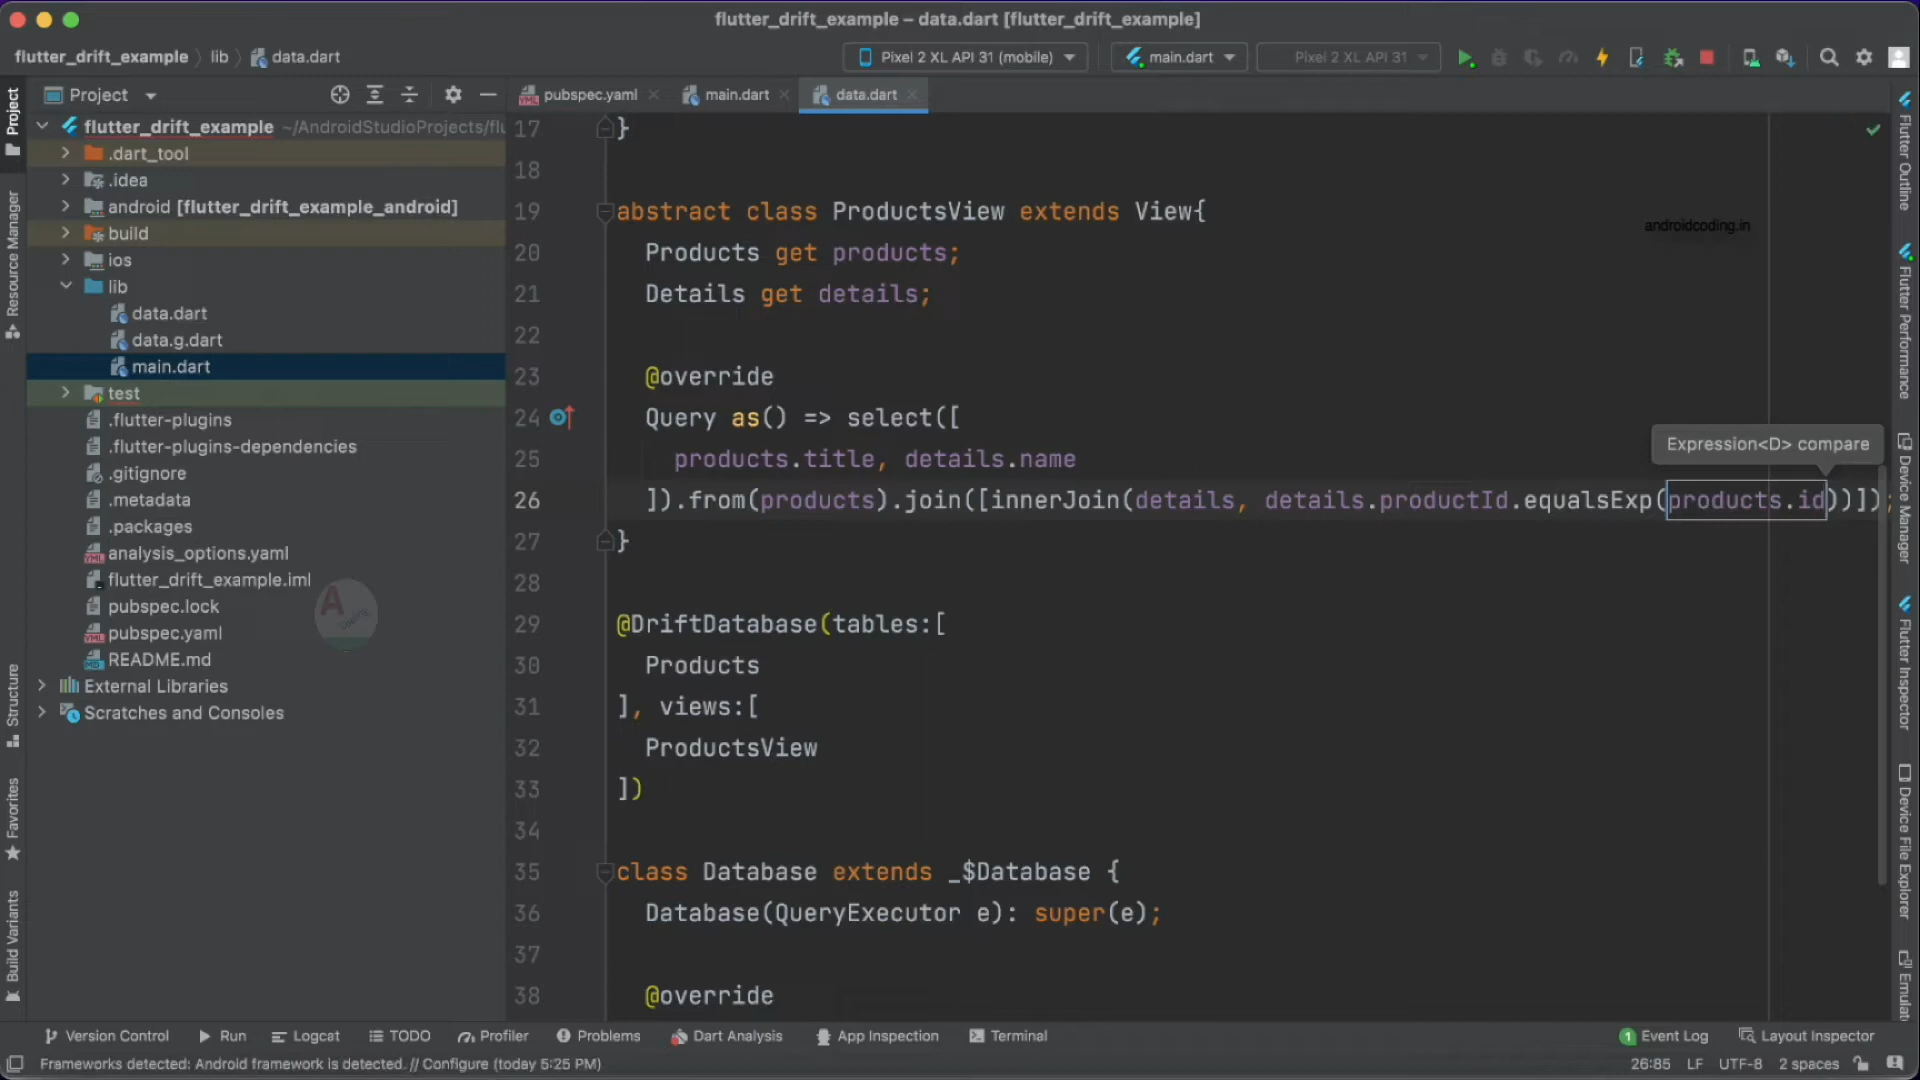 flutter_drift_example – data.dart [flutter_drift_example]
flutter_drift_example lib data.dart
Pixel 2 XL API 31 (mobile)
main.dart
Pixel 2 XL API 31
Project
pubspec.yaml
main.dart
data.dart
flutter_drift_example ~/AndroidStudioProjects/flu
.dart_tool
.idea
android [flutter_drift_example_android]
build
ios
lib
data.dart
data.g.dart
main.dart
test
.flutter-plugins
.flutter-plugins-dependencies
.gitignore
.metadata
.packages
analysis_options.yaml
flutter_drift_example.iml
pubspec.lock
pubspec.yaml
README.md
External Libraries
Scratches and Consoles
Project
Resource Manager
Structure
Favorites
Build Variants
17 }
18
19 abstract class ProductsView extends View{
20 Products get products;
21 Details get details;
22
23 @override
24 Query as() => select([
25 products.title, details.name
26 ]).from(products).join([innerJoin(details, details.productId.equalsExp(products.id))]);
27 }
28
29 @DriftDatabase(tables:[
30 Products
31 ], views:[
32 ProductsView
33 ])
34
35 class Database extends _$Database {
36 Database(QueryExecutor e): super(e);
37
38 @override
androidcoding.in
Expression<D> compare
Flutter Outline
Flutter Performance
Device Manager
Flutter Inspector
Device File Explorer
Emulat
Version Control
Run
Logcat
TODO
Profiler
Problems
Dart Analysis
App Inspection
Terminal
1 Event Log
Layout Inspector
Frameworks detected: Android framework is detected. // Configure (today 5:25 PM)
26:85 LF UTF-8 2 spaces